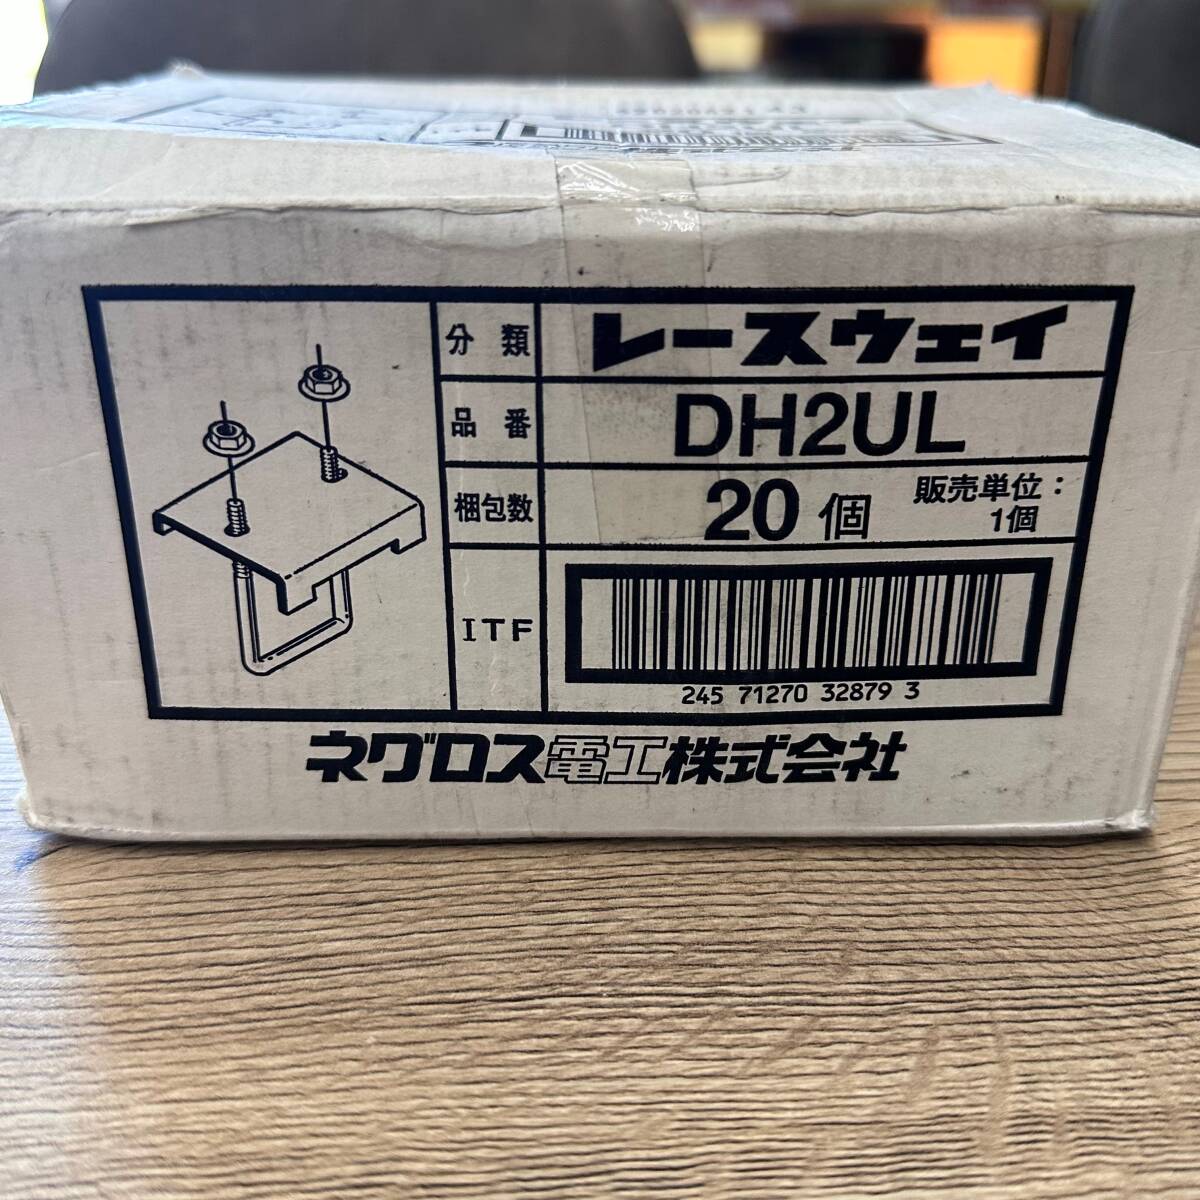 分類 レースウェイ
品番 DH2UL
梱包数 20個 販売単位：
1個
ITF
245 71270 32879 3
ネグロス電工株式会社